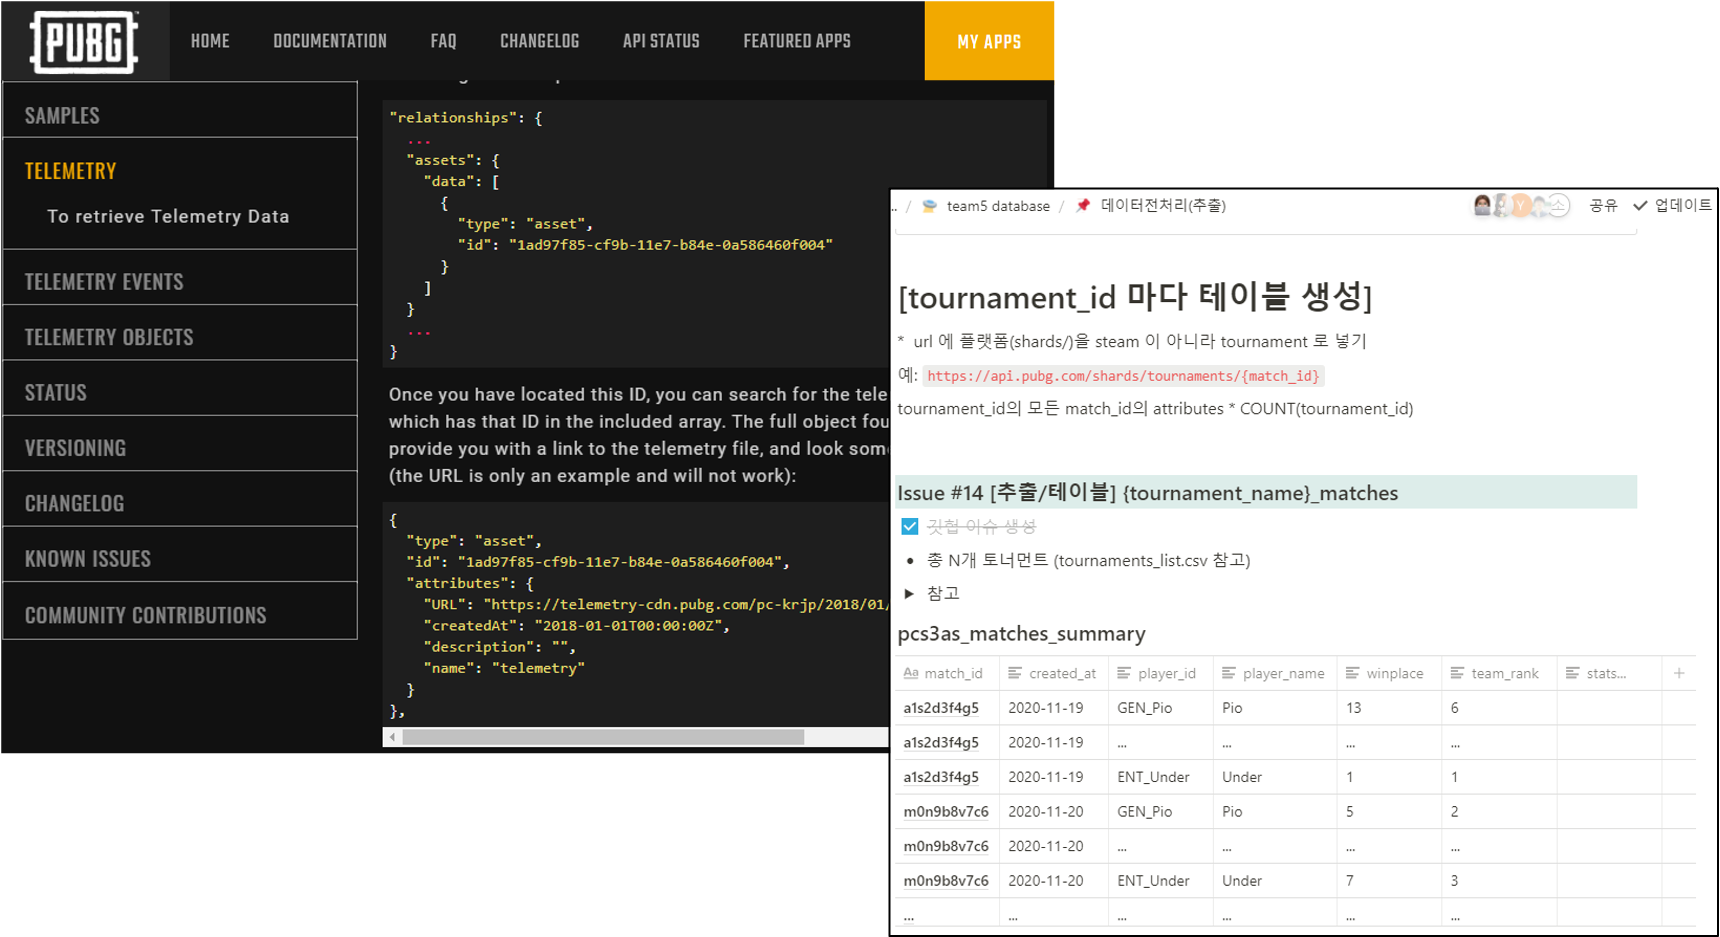 PUBG
HOME
DOCUMENTATION
FAQ
CHANGELOG
API STATUS
FEATURED APPS
MY APPS
SAMPLES
TELEMETRY
To retrieve Telemetry Data
TELEMETRY EVENTS
TELEMETRY OBJECTS
STATUS
VERSIONING
CHANGELOG
KNOWN ISSUES
COMMUNITY CONTRIBUTIONS
"relationships": {
...
"assets": {
"data": [
{
"type": "asset",
"id": "1ad97f85-cf9b-11e7-b84e-0a586460f004"
}
]
}
...
}
Once you have located this ID, you can search for the tele
which has that ID in the included array. The full object fou
provide you with a link to the telemetry file, and look some
(the URL is only an example and will not work):
{
"type": "asset",
"id": "1ad97f85-cf9b-11e7-b84e-0a586460f004",
"attributes": {
"URL": "https://telemetry-cdn.pubg.com/pc-krjp/2018/01/
"createdAt": "2018-01-01T00:00:00Z",
"description": "",
"name": "telemetry"
}
},
.. / team5 database / 데이터전처리(추출)
Y 소 공유 업데이트
[tournament_id 마다 테이블 생성]
* url 에 플랫폼(shards/)을 steam 이 아니라 tournament 로 넣기
예: https://api.pubg.com/shards/tournaments/{match_id}
tournament_id의 모든 match_id의 attributes * COUNT(tournament_id)
Issue #14 [추출/테이블] {tournament_name}_matches
깃헙 이슈 생성
• 총 N개 토너먼트 (tournaments_list.csv 참고)
▶ 참고
pcs3as_matches_summary
Aa match_id created_at player_id player_name winplace team_rank stats... +
a1s2d3f4g5 2020-11-19 GEN_Pio Pio 13 6
a1s2d3f4g5 2020-11-19 ... ... ... ...
a1s2d3f4g5 2020-11-19 ENT_Under Under 1 1
m0n9b8v7c6 2020-11-20 GEN_Pio Pio 5 2
m0n9b8v7c6 2020-11-20 ... ... ... ...
m0n9b8v7c6 2020-11-20 ENT_Under Under 7 3
... ... ... ... ... ...